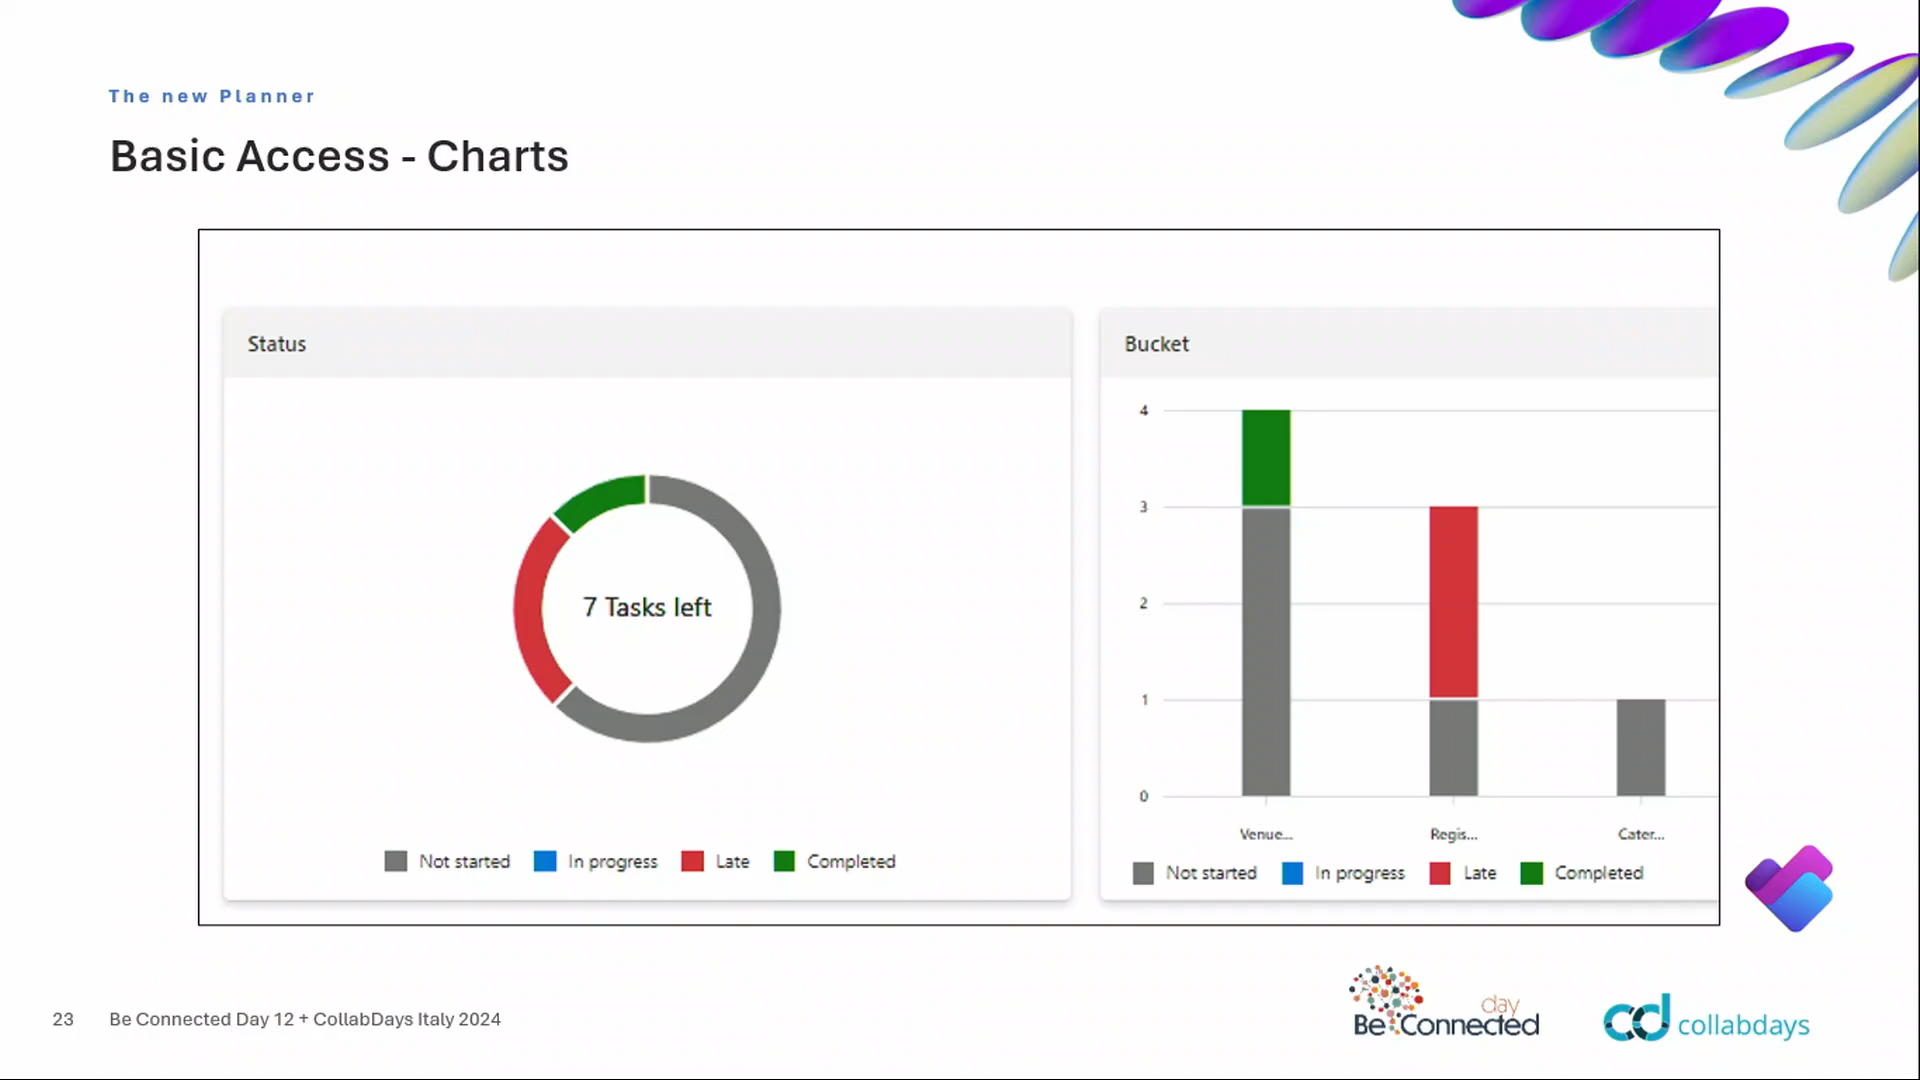 The new Planner
Basic Access - Charts
Status
7 Tasks left
Not started
In progress
Late
Completed
Bucket
4
3
2
1
0
Venue...
Regis...
Cater...
Not started
In progress
Late
Completed
23
Be Connected Day 12 + CollabDays Italy 2024
day
Be Connected
cd collabdays